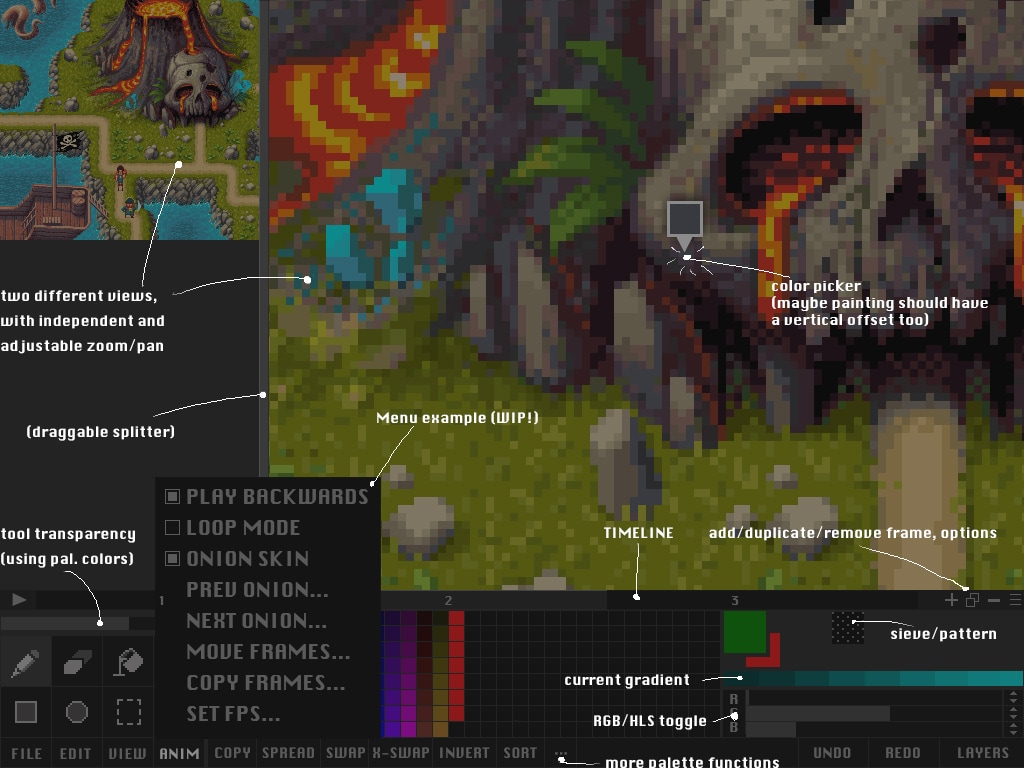 two different views,
with independent and
adjustable zoom/pan
color picker
(maybe painting should have
a vertical offset too)
(draggable splitter)
Menu example (WIP!)
PLAY BACKWARDS
LOOP MODE
ONION SKIN
PREV ONION...
NEXT ONION...
MOVE FRAMES...
COPY FRAMES...
SET FPS...
tool transparency
(using pal. colors)
TIMELINE
add/duplicate/remove frame, options
1
2
3
sieve/pattern
current gradient
RGB/HLS toggle
R
G
B
FILE EDIT VIEW ANIM COPY SPREAD SWAP X-SWAP INVERT SORT ... UNDO REDO LAYERS
more palette functions